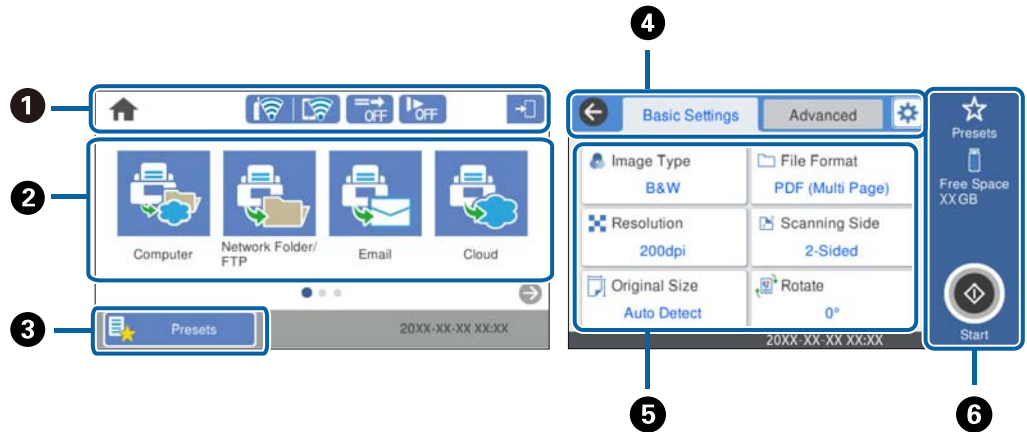 4
1
OFF
OFF
Basic Settings
Advanced
Presets
Free Space
XXGB
Start
2
Computer
Network Folder/
FTP
Email
Cloud
Image Type
B&W
File Format
PDF (Multi Page)
Resolution
200dpi
Scanning Side
2-Sided
Original Size
Auto Detect
Rotate
0°
3
Presets
20XX-XX-XX XX:XX
20XX-XX-XX XX:XX
5
6